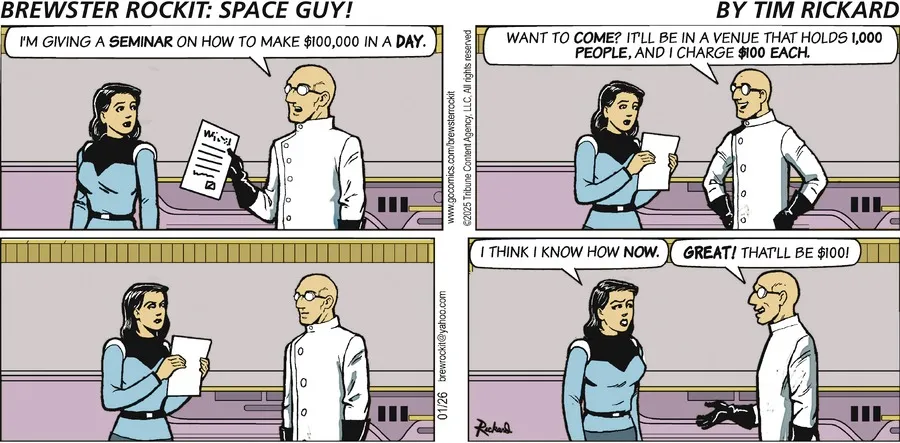 BREWSTER ROCKIT: SPACE GUY!
BY TIM RICKARD
I'M GIVING A SEMINAR ON HOW TO MAKE $100,000 IN A DAY.
www.gocomics.com/brewsterrockit
©2025 Tribune Content Agency, LLC. All rights reserved
WANT TO COME? IT'LL BE IN A VENUE THAT HOLDS 1,000
PEOPLE, AND I CHARGE $100 EACH.
01/26 brewrockit@yahoo.com
I THINK I KNOW HOW NOW.
GREAT! THAT'LL BE $100!
Rickard